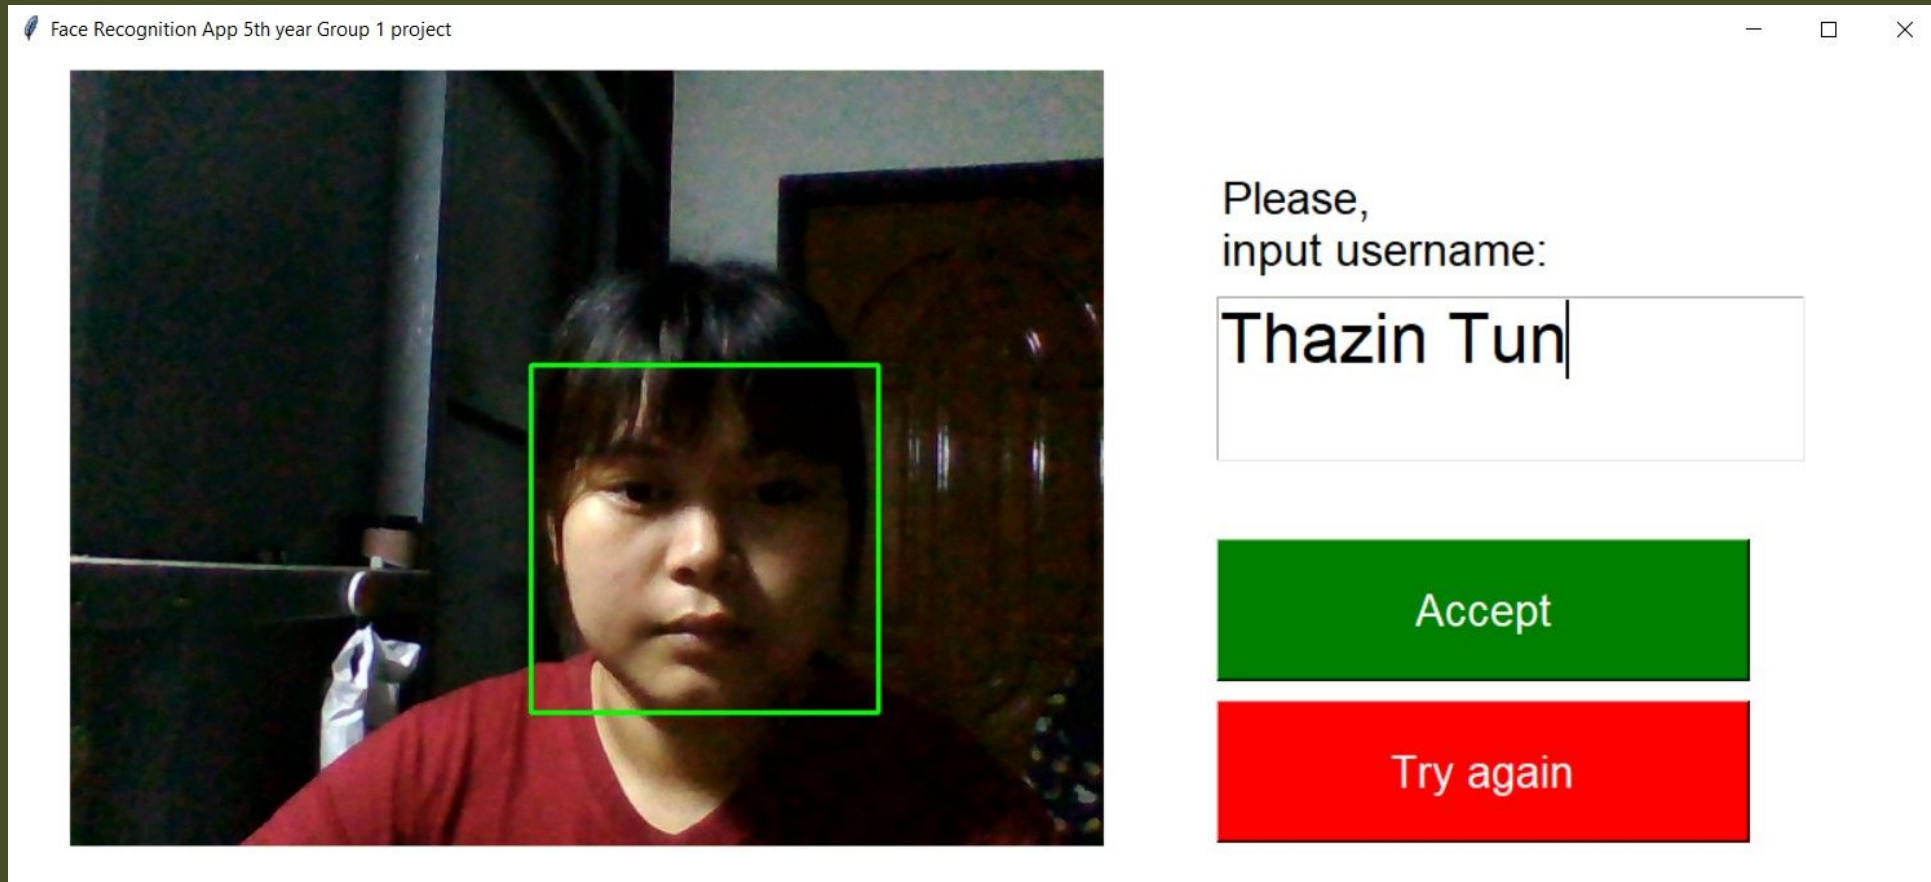 Face Recognition App 5th year Group 1 project
Please,
input username:
Thazin Tun
Accept
Try again